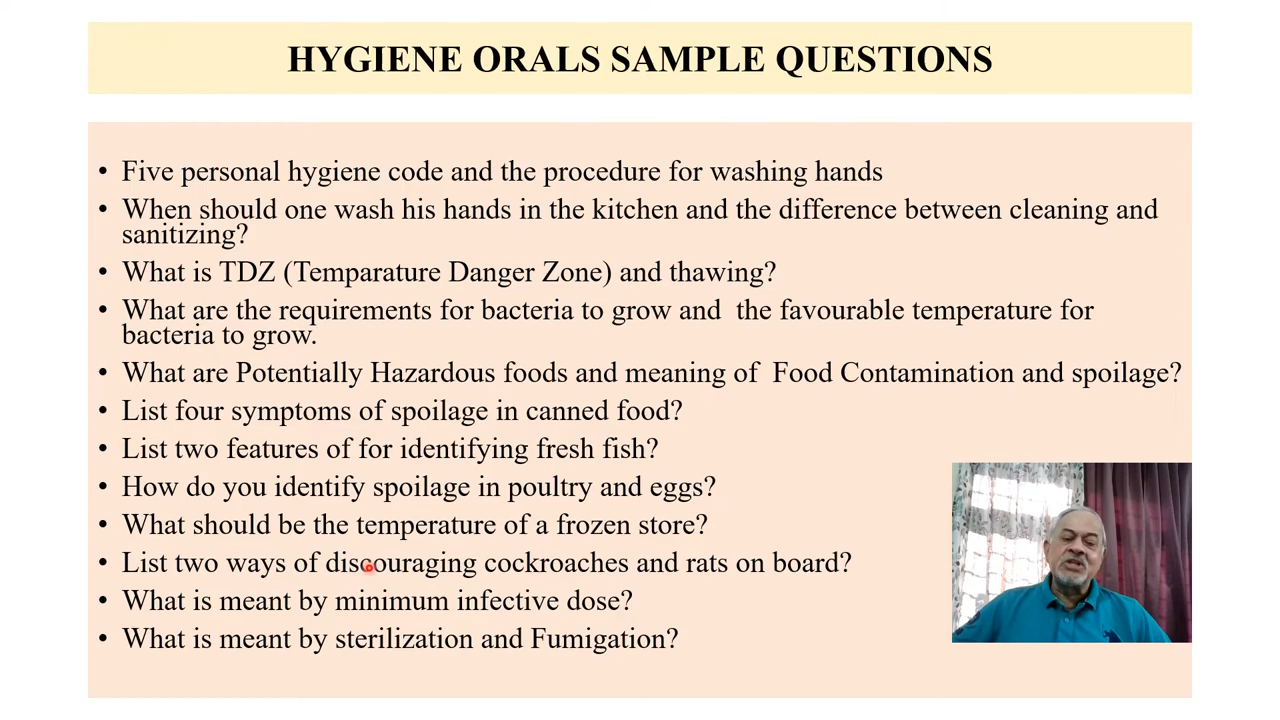 HYGIENE ORALS SAMPLE QUESTIONS
• Five personal hygiene code and the procedure for washing hands
• When should one wash his hands in the kitchen and the difference between cleaning and
sanitizing?
• What is TDZ (Temparature Danger Zone) and thawing?
• What are the requirements for bacteria to grow and  the favourable temperature for
bacteria to grow.
• What are Potentially Hazardous foods and meaning of  Food Contamination and spoilage?
• List four symptoms of spoilage in canned food?
• List two features of for identifying fresh fish?
• How do you identify spoilage in poultry and eggs?
• What should be the temperature of a frozen store?
• List two ways of discouraging cockroaches and rats on board?
• What is meant by minimum infective dose?
• What is meant by sterilization and Fumigation?